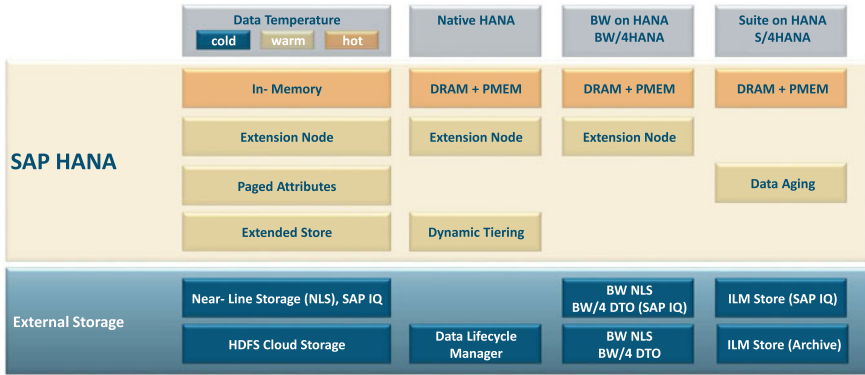 Data Temperature
cold warm hot
Native HANA
BW on HANA
BW/4HANA
Suite on HANA
S/4HANA
SAP HANA
In- Memory
DRAM + PMEM
DRAM + PMEM
DRAM + PMEM
Extension Node
Extension Node
Extension Node
Paged Attributes
Data Aging
Extended Store
Dynamic Tiering
External Storage
Near- Line Storage (NLS), SAP IQ
BW NLS
BW/4 DTO (SAP IQ)
ILM Store (SAP IQ)
HDFS Cloud Storage
Data Lifecycle
Manager
BW NLS
BW/4 DTO
ILM Store (Archive)